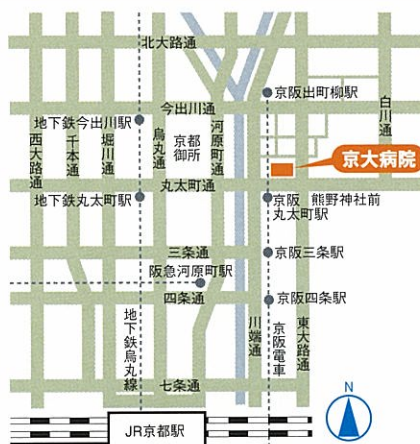 北大路通
京阪出町柳駅
今出川通
地下鉄今出川駅
白川通
西大路通
千本通
堀川通
烏丸通
京都
御所
河原町通
京大病院
丸太町通
地下鉄丸太町駅
京阪 熊野神社前
丸太町駅
三条通
京阪三条駅
阪急河原町駅
四条通
京阪四条駅
地下鉄烏丸線
川端通
京阪電車
東大路通
七条通
JR京都駅
N